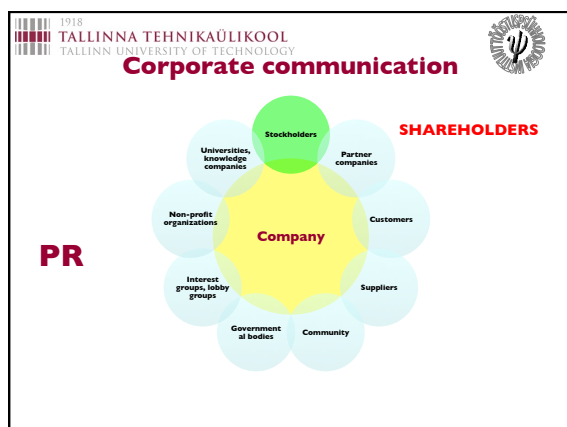 1918
TALLINNA TEHNIKAÜLIKOOL
TALLINN UNIVERSITY OF TECHNOLOGY
Corporate communication
Stockholders
SHAREHOLDERS
Universities,
knowledge
companies
Partner
companies
Non-profit
organizations
Customers
Company
PR
Interest
groups, lobby
groups
Suppliers
Government
al bodies
Community